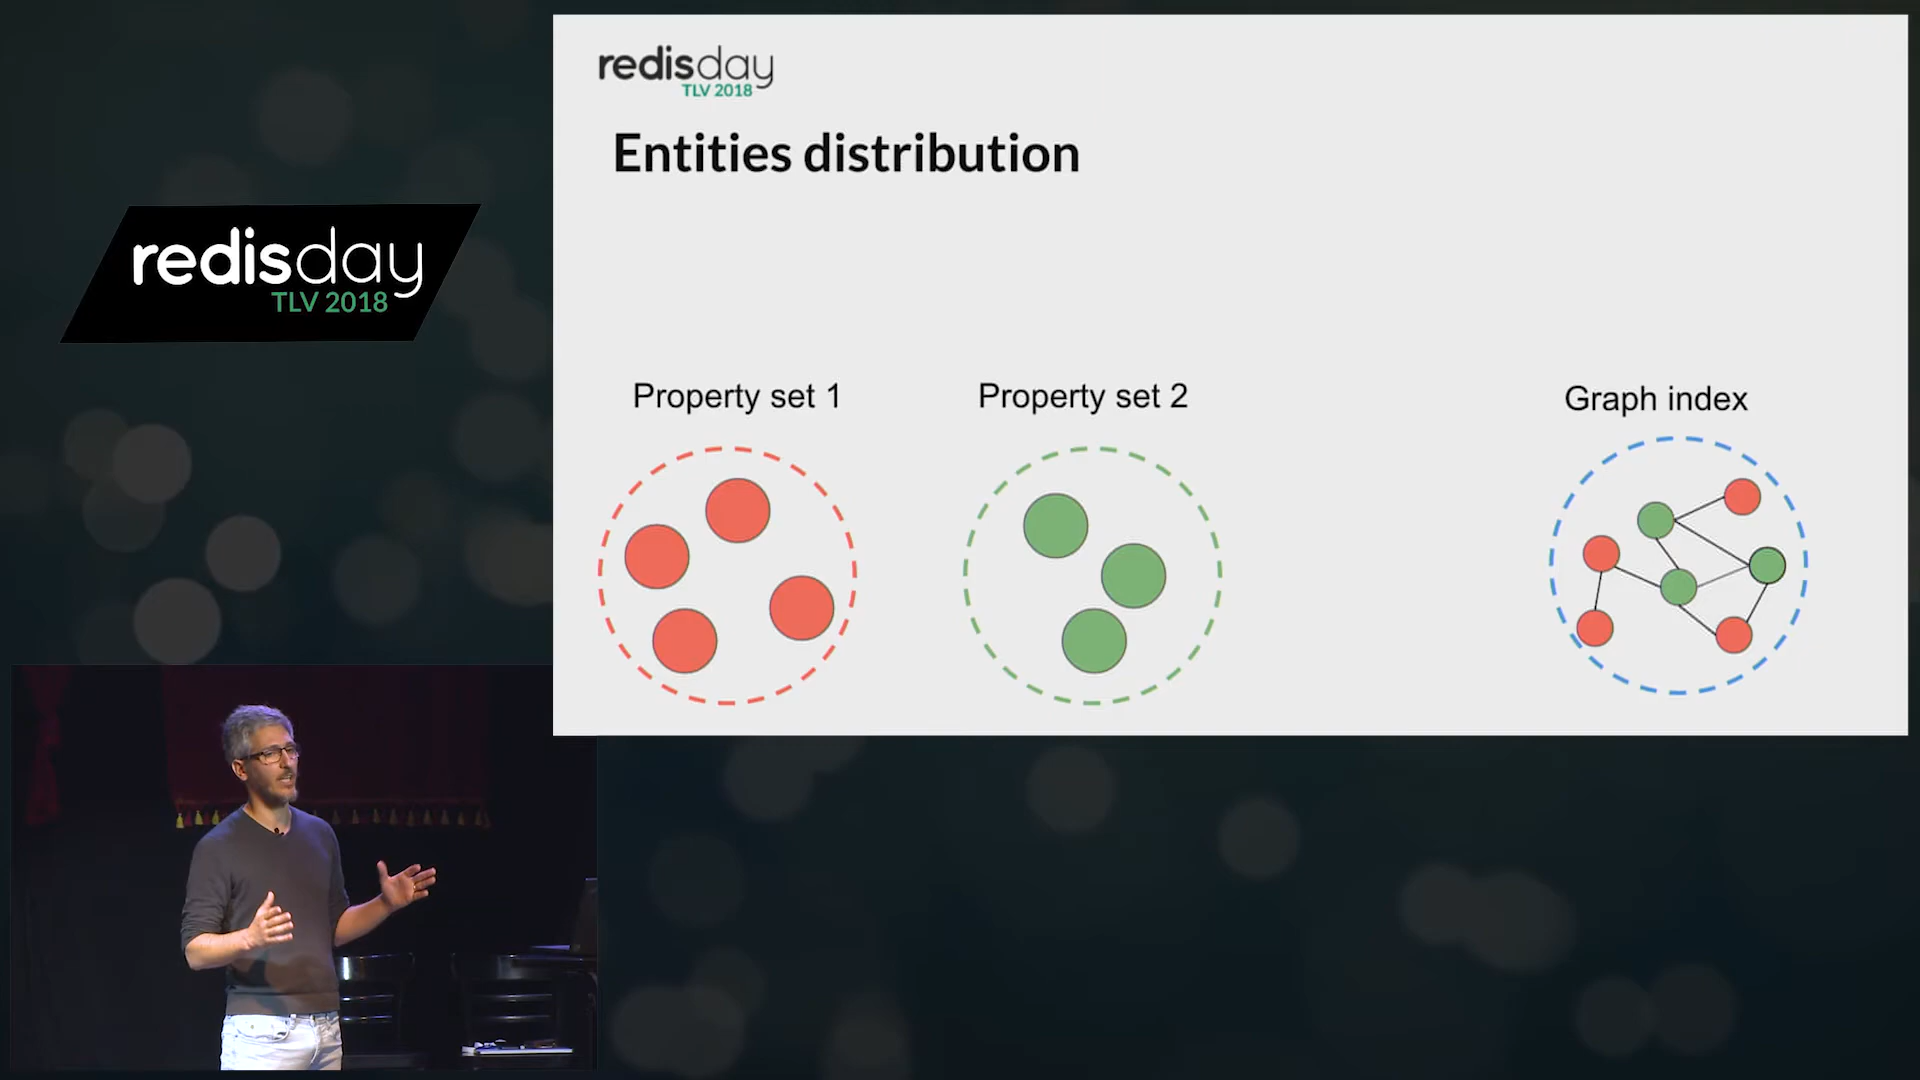 redisday
TLV 2018
redisday
TLV 2018
Entities distribution
Property set 1
Property set 2
Graph index